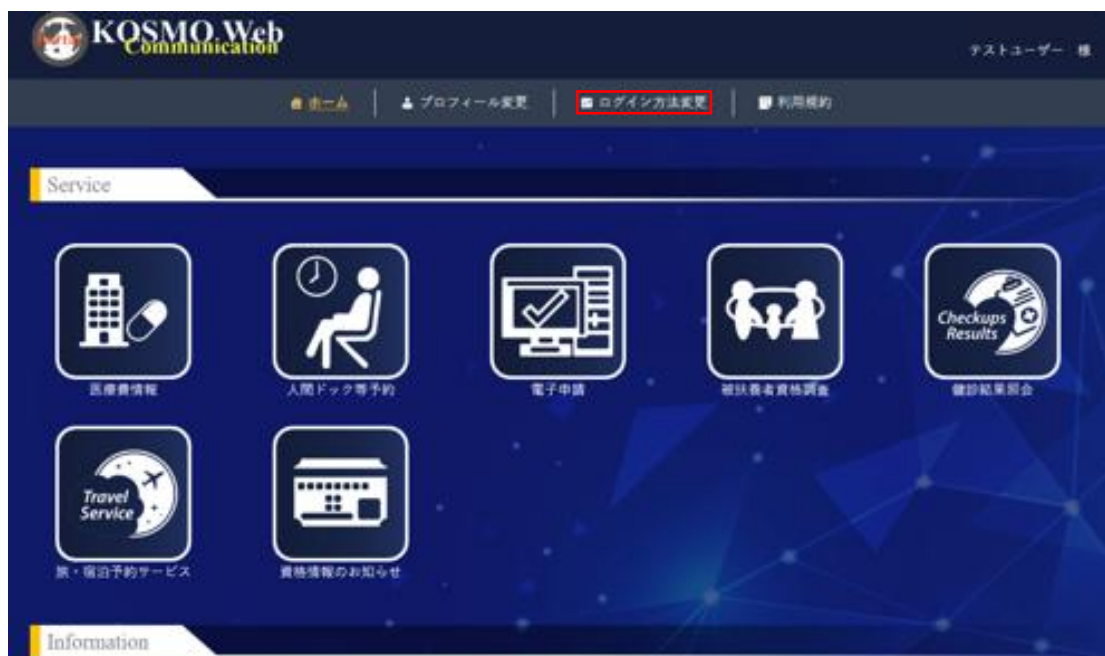 Portal
KOSMO Web
Communication
テストユーザー 様
ホーム
プロフィール変更
ログイン方法変更
利用規約
Service
Checkups
Results
医療費情報
人間ドック等予約
電子申請
被扶養者資格調査
健診結果照会
Travel
Service
旅・宿泊予約サービス
資格情報のお知らせ
Information